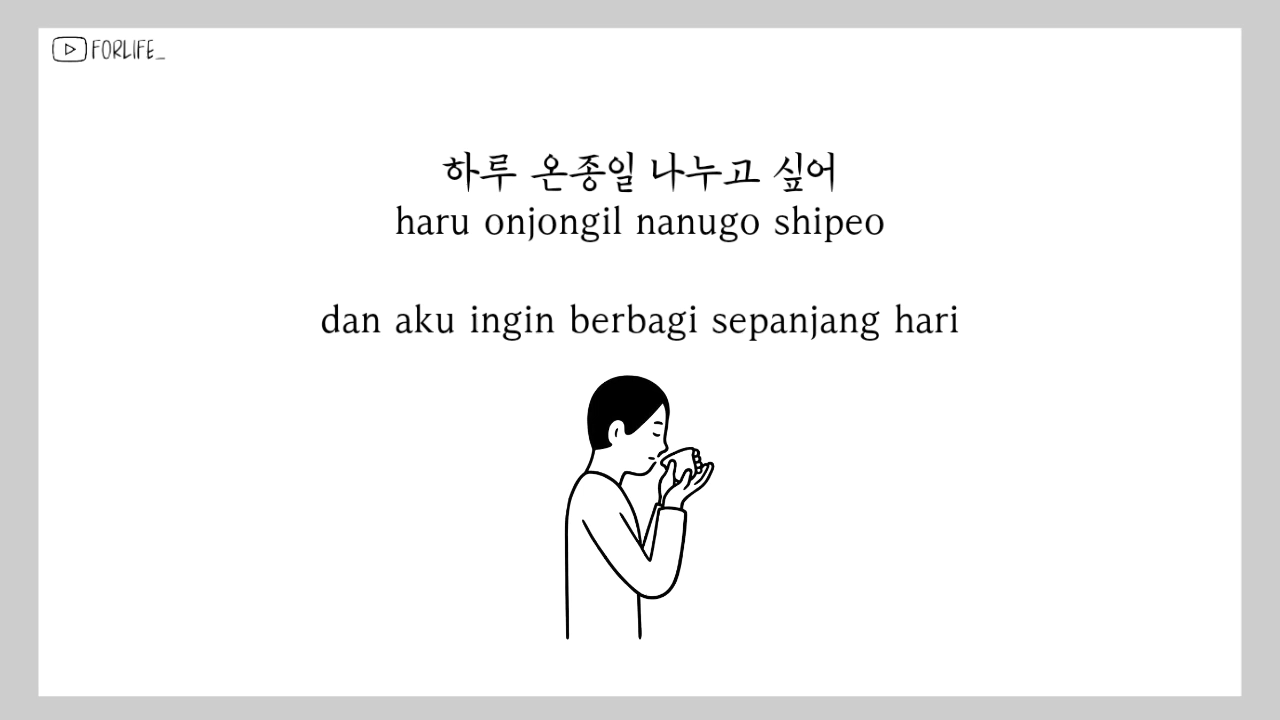 FORLIFE_
하루 온종일 나누고 싶어
haru onjongil nanugo shipeo
dan aku ingin berbagi sepanjang hari